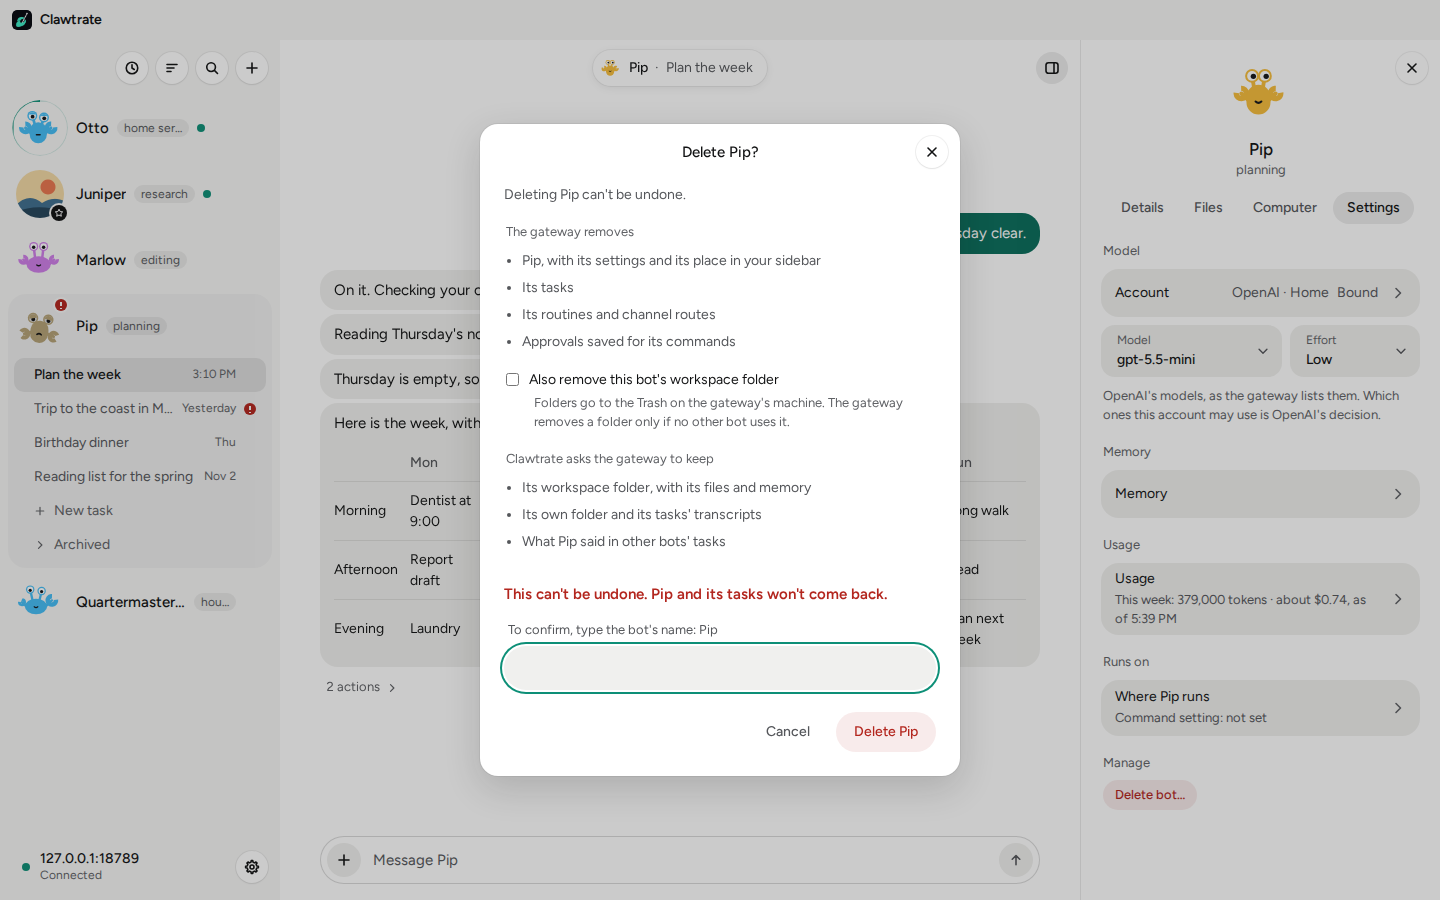 Clawtrate
Otto home ser...
Juniper research
Marlow editing
Pip planning
Plan the week 3:10 PM
Trip to the coast in M... Yesterday
Birthday dinner Thu
Reading list for the spring Nov 2
New task
Archived
Quartermaster... hou...
127.0.0.1:18789
Connected
Pip · Plan the week
sday clear.
On it. Checking your
Reading Thursday's
Thursday is empty, so
Here is the week, with
Mon
Morning Dentist at
9:00
walk
Afternoon Report
draft
Evening Laundry
next
2 actions
Message Pip
Delete Pip?
Deleting Pip can't be undone.
The gateway removes
• Pip, with its settings and its place in your sidebar
• Its tasks
• Its routines and channel routes
• Approvals saved for its commands
Also remove this bot's workspace folder
Folders go to the Trash on the gateway's machine. The gateway
removes a folder only if no other bot uses it.
Clawtrate asks the gateway to keep
• Its workspace folder, with its files and memory
• Its own folder and its tasks' transcripts
• What Pip said in other bots' tasks
This can't be undone. Pip and its tasks won't come back.
To confirm, type the bot's name: Pip
Cancel
Delete Pip
Pip
planning
Details Files Computer Settings
Model
Account OpenAI · Home Bound
Model
gpt-5.5-mini
Effort
Low
OpenAI's models, as the gateway lists them. Which
ones this account may use is OpenAI's decision.
Memory
Memory
Usage
Usage
This week: 379,000 tokens · about $0.74, as
of 5:39 PM
Runs on
Where Pip runs
Command setting: not set
Manage
Delete bot...